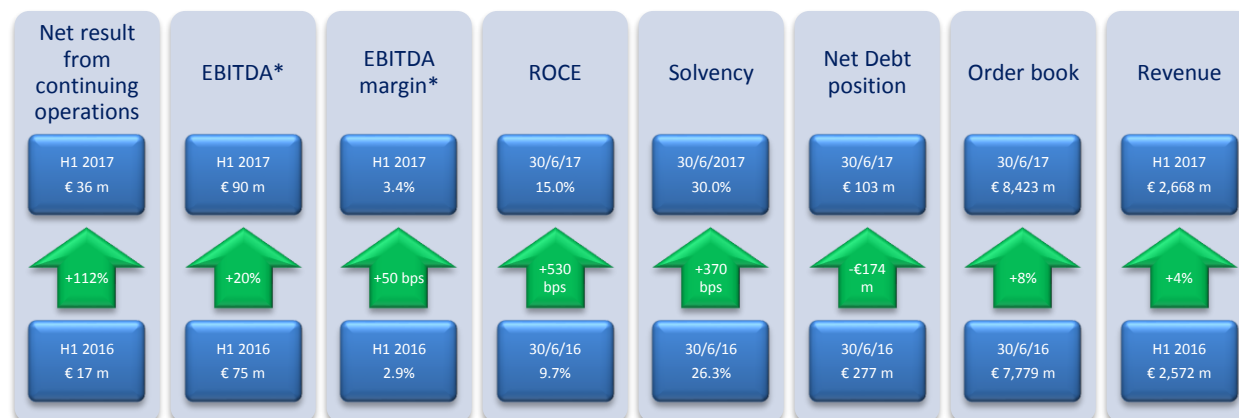 Net result
from
continuing
operations
H1 2017
€ 36 m
+112%
H1 2016
€ 17 m
EBITDA*
H1 2017
€ 90 m
+20%
H1 2016
€ 75 m
EBITDA
margin*
H1 2017
3.4%
+50 bps
H1 2016
2.9%
ROCE
30/6/17
15.0%
+530
bps
30/6/16
9.7%
Solvency
30/6/2017
30.0%
+370
bps
30/6/16
26.3%
Net Debt
position
30/6/17
€ 103 m
-€174
m
30/6/16
€ 277 m
Order book
30/6/17
€ 8,423 m
+8%
30/6/16
€ 7,779 m
Revenue
H1 2017
€ 2,668 m
+4%
H1 2016
€ 2,572 m